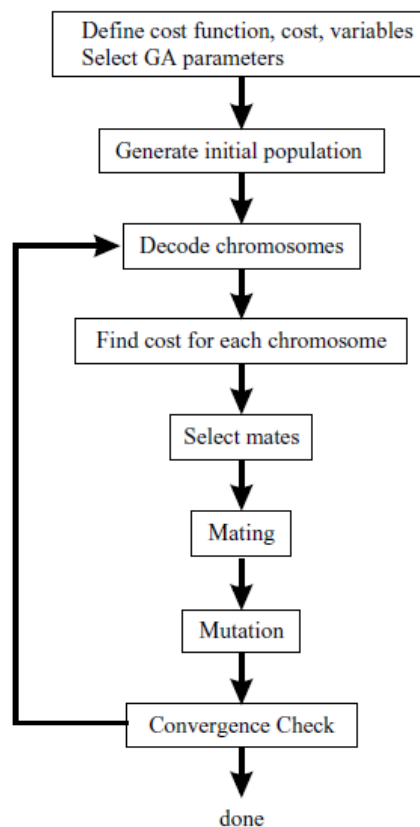 Define cost function, cost, variables
Select GA parameters
Generate initial population
Decode chromosomes
Find cost for each chromosome
Select mates
Mating
Mutation
Convergence Check
done